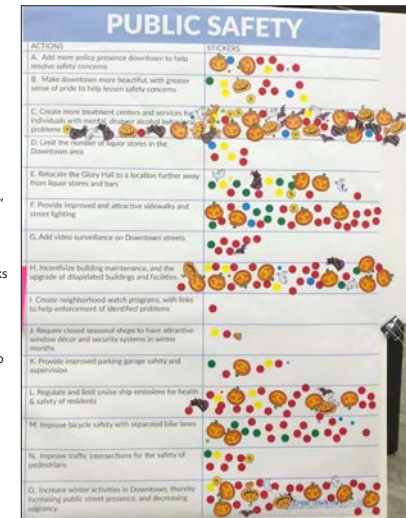 PUBLIC SAFETY
ACTIONS
STICKERS
A. Add more police presence downtown to help
resolve safety concerns
B. Make downtown more beautiful, with greater
sense of pride to help lessen safety concerns
C. Create more treatment centers and services for
individuals with mental, drug or alcohol
problems
D. Limit the number of liquor stores in the
Downtown area
E. Relocate the Glory Hall to a location further away
from liquor stores and bars
F. Provide improved and attractive sidewalks and
street lighting
G. Add video surveillance on Downtown streets
H. Incentivize building maintenance, and the
upgrade of dilapidated buildings and facilities.
I. Create neighborhood watch programs, with links
to help enforcement of identified problems
J. Require closed seasonal shops to have attractive
window décor and security systems in winter
months
K. Provide improved parking garage safety and
supervision
L. Regulate and limit cruise ship emissions for health
& safety of residents
M. Improve bicycle safety with separated bike lanes
N. Improve traffic intersections for the safety of
pedestrians
O. Increase winter activities in Downtown, thereby
increasing public street presence, and decreasing
vagrancy.